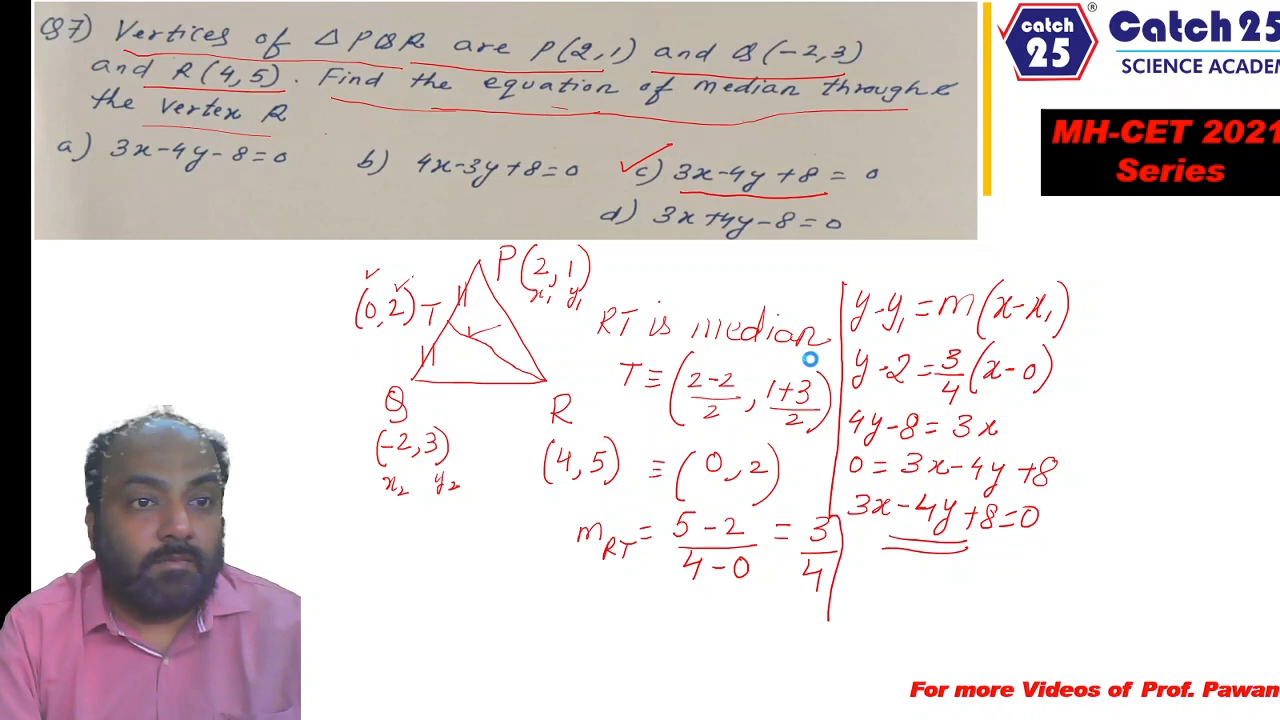 Q7) Vertices of △PQR are P(2,1) and Q(-2,3)
and R(4,5). Find the equation of median through
the vertex R
a) 3x-4y-8=0
b) 4x-3y+8=0
c) 3x-4y+8=0
d) 3x+4y-8=0
catch
25
®
Catch 25
SCIENCE ACADEM
MH-CET 2021
Series
P(2,1)
x₁ y₁
(0,2) T
Q
(-2,3)
x₂ y₂
R
(4,5)
RT is median
T≡(2-2/2, 1+3/2)
≡(0,2)
m_RT = 5-2/4-0 = 3/4
y-y₁=m(x-x₁)
y-2=3/4(x-0)
4y-8=3x
0=3x-4y+8
3x-4y+8=0
For more Videos of Prof. Pawan